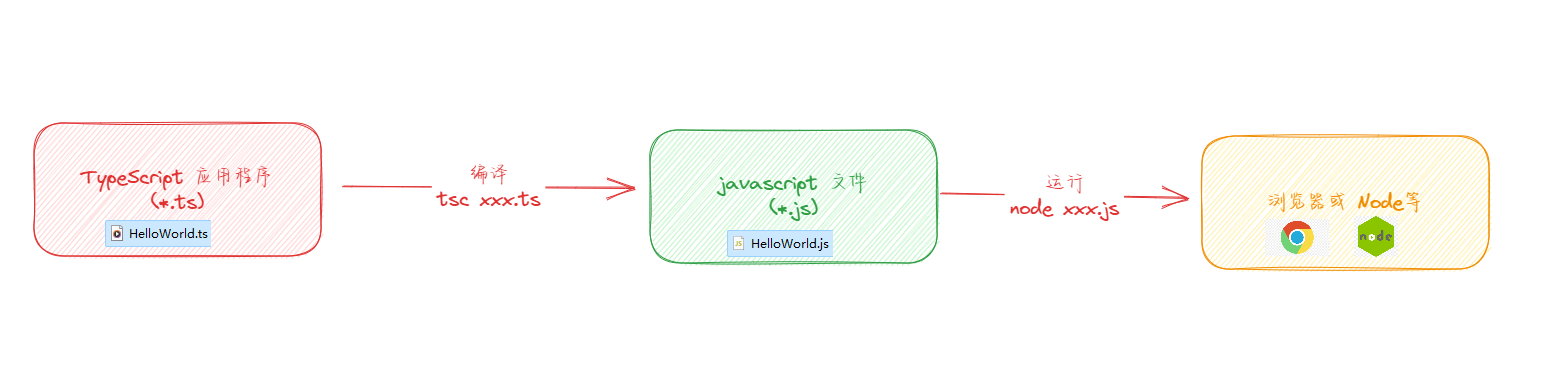 TypeScript 应用程序
(*.ts)
HelloWorld.ts
编译
tsc xxx.ts
javascript 文件
(*.js)
HelloWorld.js
运行
node xxx.js
浏览器或 Node等
node